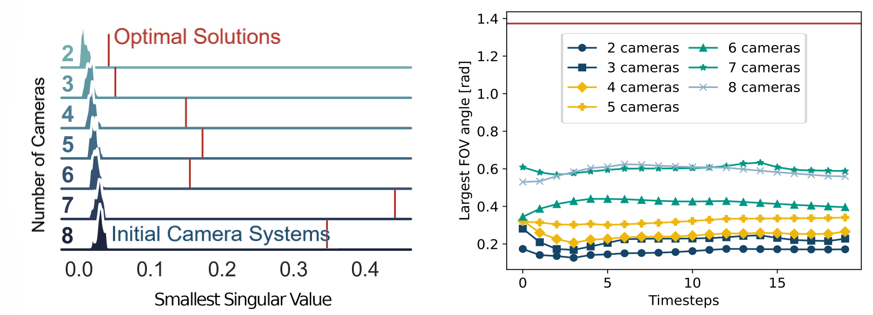 Optimal Solutions
2
3
4
5
6
7
8
Initial Camera Systems
Number of Cameras
0.0 0.1 0.2 0.3 0.4
Smallest Singular Value
1.4
1.2
1.0
0.8
0.6
0.4
0.2
Largest FOV angle [rad]
2 cameras
3 cameras
4 cameras
5 cameras
6 cameras
7 cameras
8 cameras
0 5 10 15
Timesteps